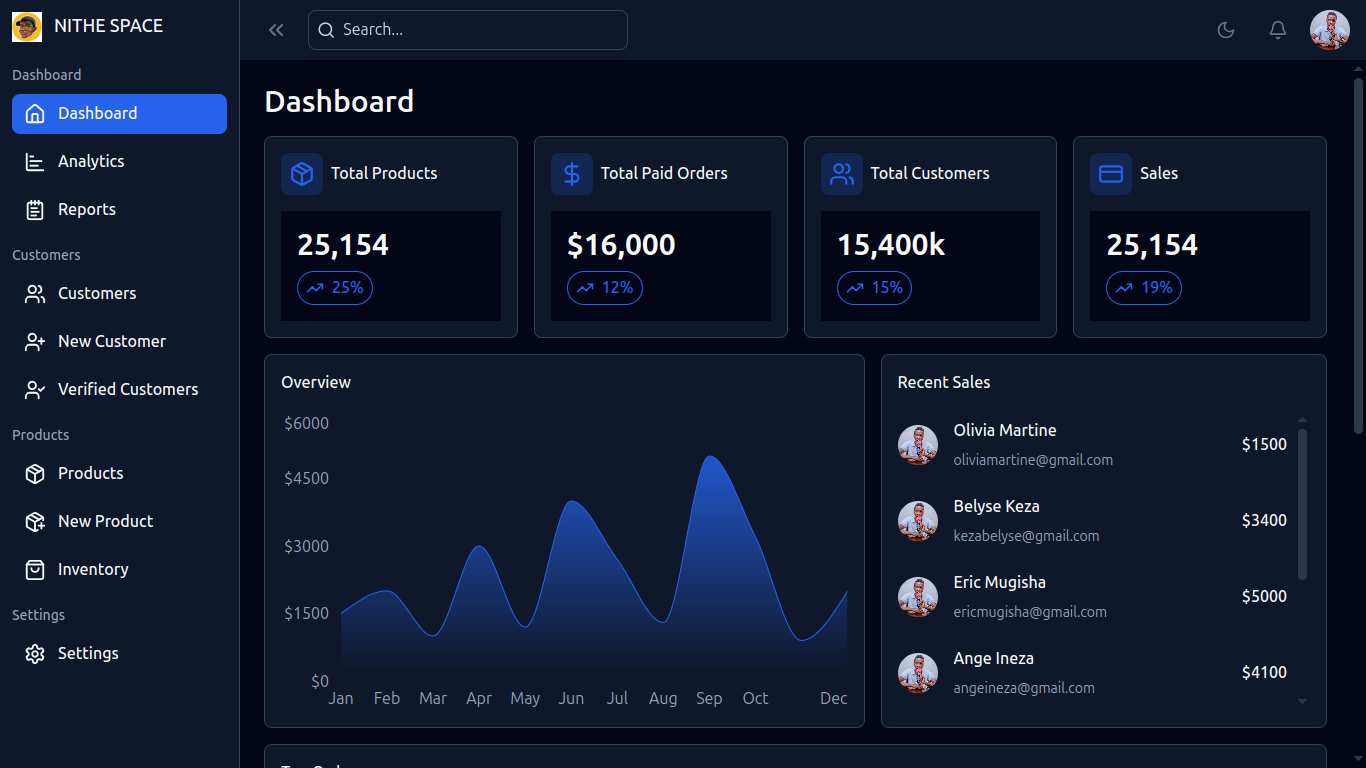 NITHE SPACE
Search...
Dashboard
Dashboard
Analytics
Reports
Customers
Customers
New Customer
Verified Customers
Products
Products
New Product
Inventory
Settings
Settings
Dashboard
Total Products
25,154
25%
Total Paid Orders
$16,000
12%
Total Customers
15,400k
15%
Sales
25,154
19%
Overview
$6000
$4500
$3000
$1500
$0
Jan Feb Mar Apr May Jun Jul Aug Sep Oct Dec
Recent Sales
Olivia Martine
oliviamartine@gmail.com
$1500
Belyse Keza
kezabelyse@gmail.com
$3400
Eric Mugisha
ericmugisha@gmail.com
$5000
Ange Ineza
angeineza@gmail.com
$4100